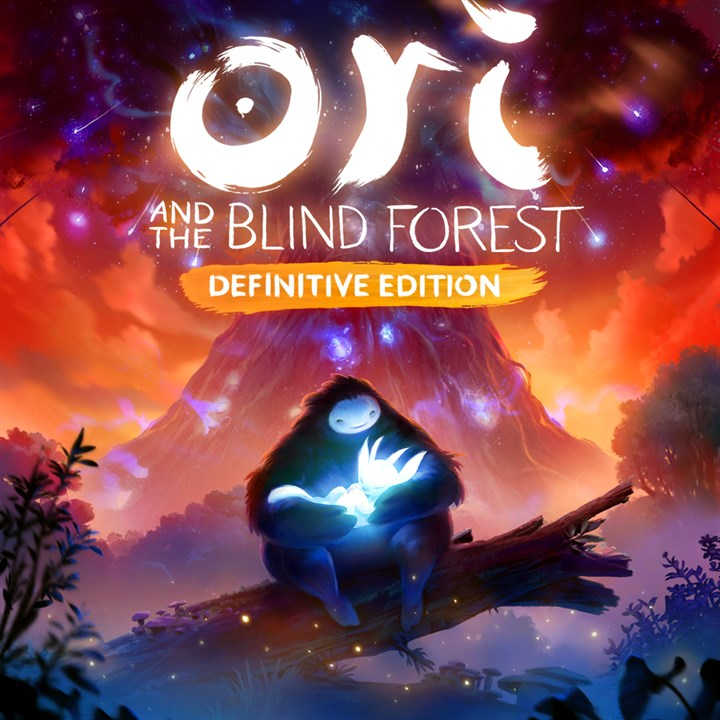 ori
AND THE BLIND FOREST
DEFINITIVE EDITION